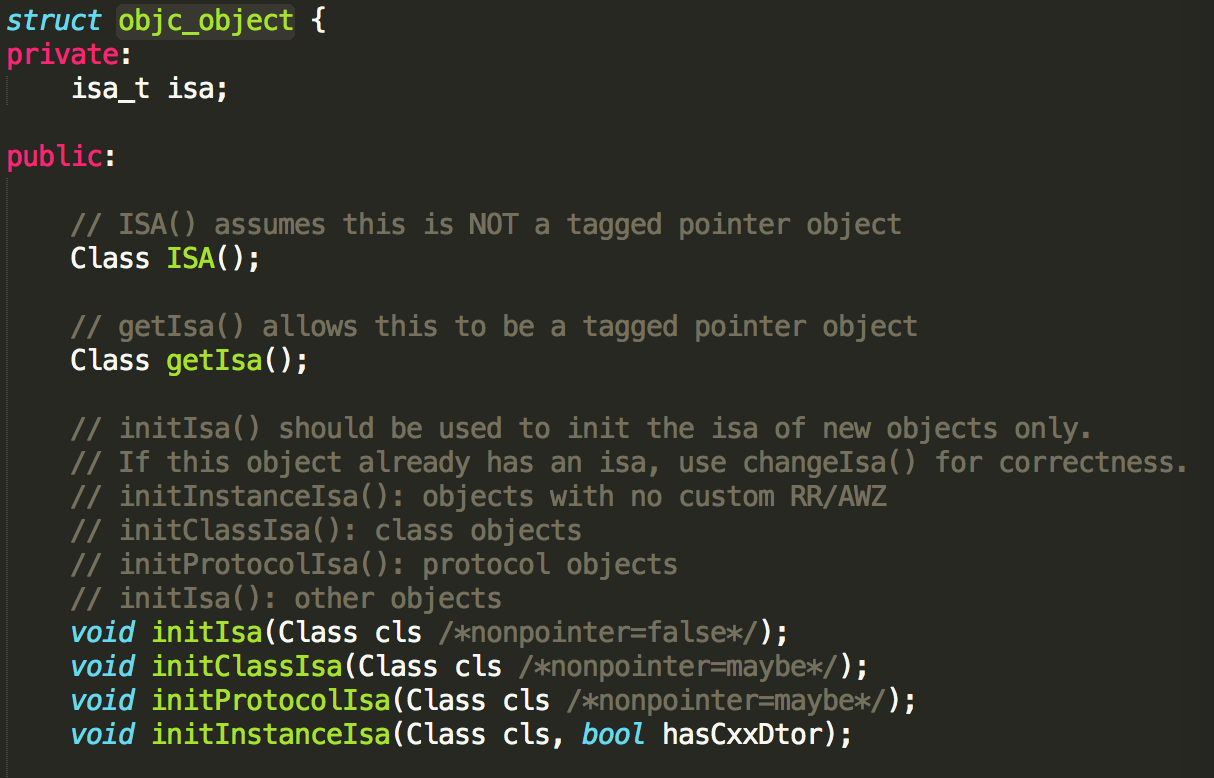 struct objc_object {
private:
    isa_t isa;

public:

    // ISA() assumes this is NOT a tagged pointer object
    Class ISA();

    // getIsa() allows this to be a tagged pointer object
    Class getIsa();

    // initIsa() should be used to init the isa of new objects only.
    // If this object already has an isa, use changeIsa() for correctness.
    // initInstanceIsa(): objects with no custom RR/AWZ
    // initClassIsa(): class objects
    // initProtocolIsa(): protocol objects
    // initIsa(): other objects
    void initIsa(Class cls /*nonpointer=false*/);
    void initClassIsa(Class cls /*nonpointer=maybe*/);
    void initProtocolIsa(Class cls /*nonpointer=maybe*/);
    void initInstanceIsa(Class cls, bool hasCxxDtor);